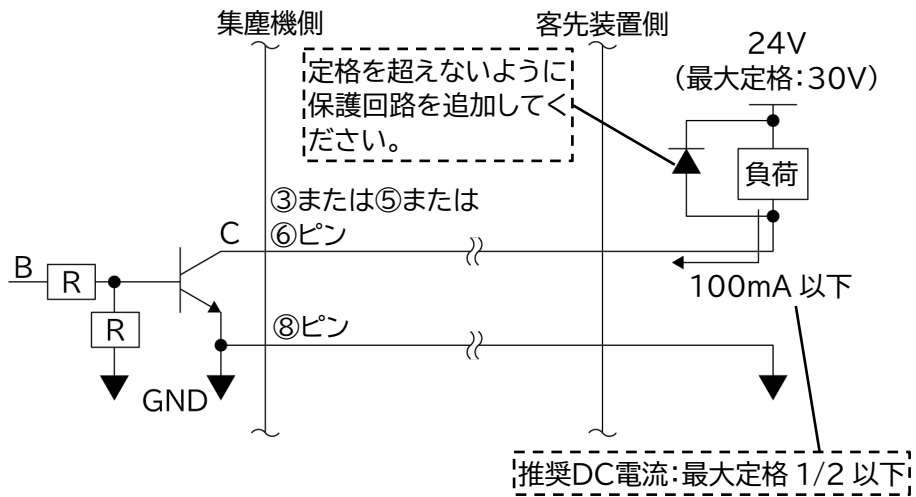 集塵機側
客先装置側
24V
（最大定格：30V）
定格を超えないように
保護回路を追加してく
ださい。
負荷
③または⑤または
⑥ピン
C
B
R
R
100mA 以下
⑧ピン
GND
推奨DC電流：最大定格 1/2 以下